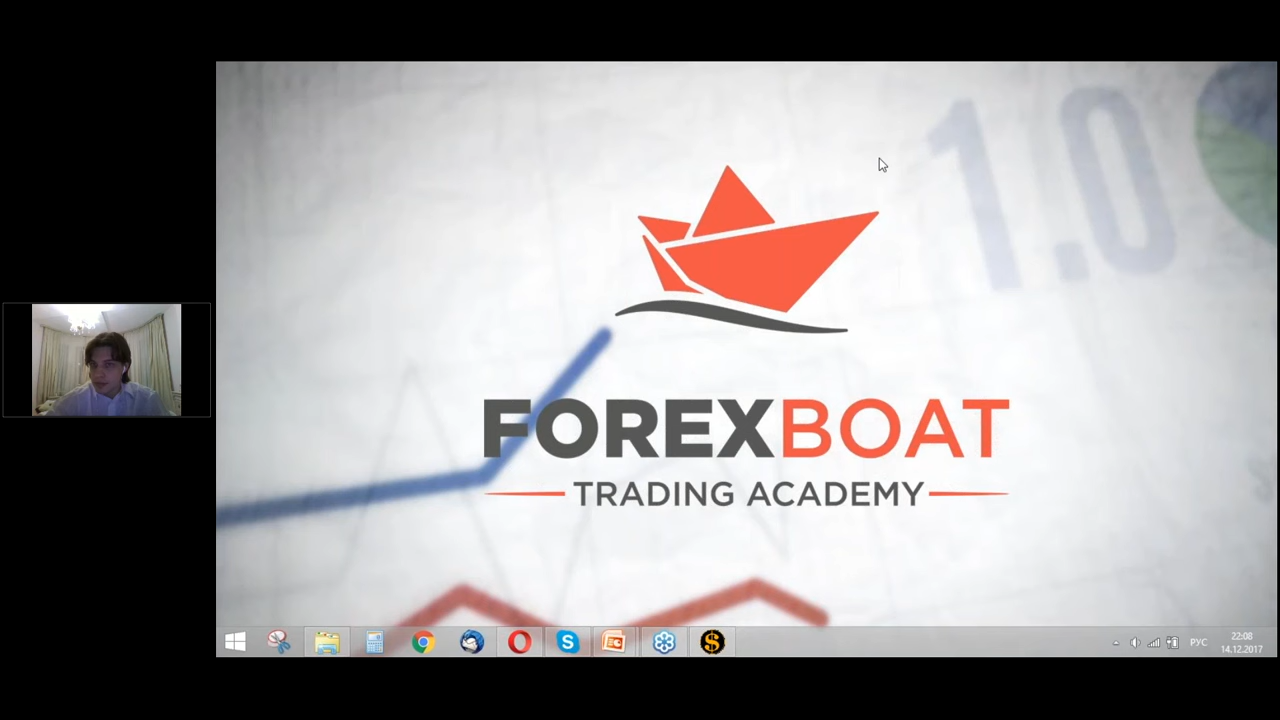 1.0
FOREXBOAT
TRADING ACADEMY
РУС
22:08
14.12.2017